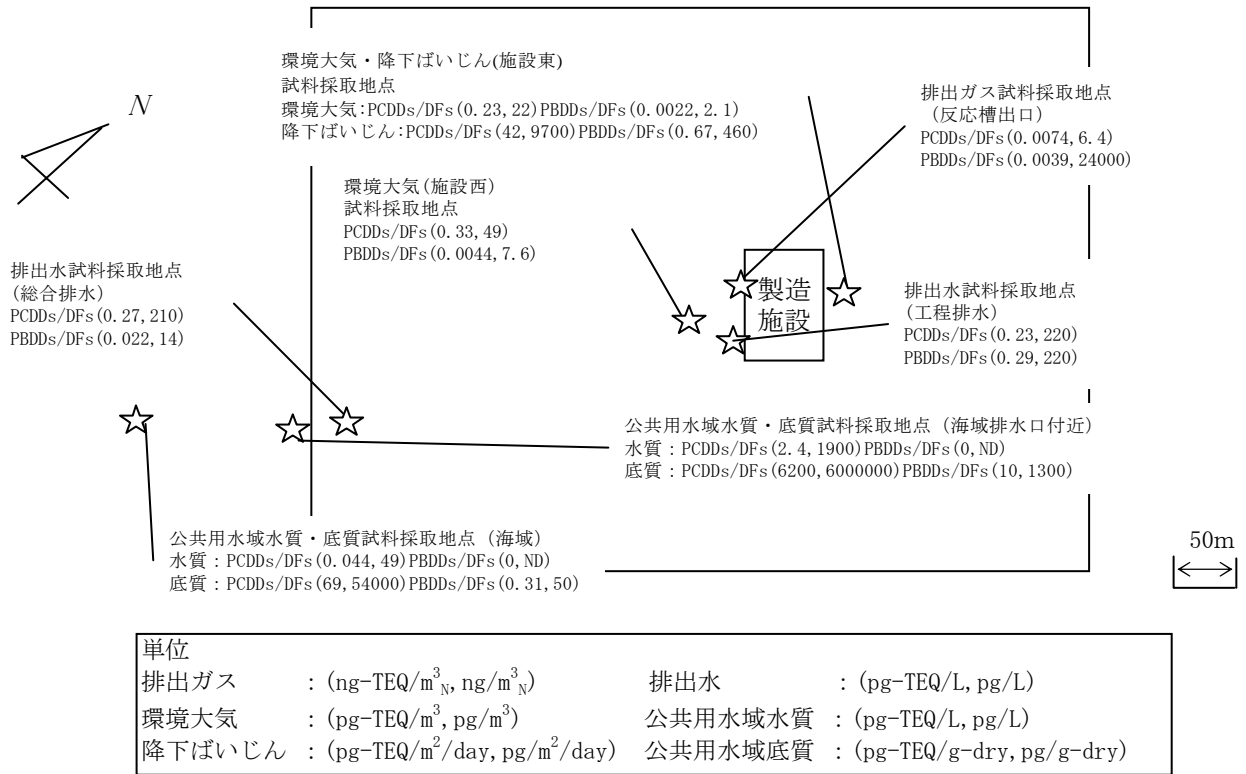 環境大気・降下ばいじん(施設東)
試料採取地点
環境大気:PCDDs/DFs(0.23,22)PBDDs/DFs(0.0022,2.1)
降下ばいじん:PCDDs/DFs(42,9700)PBDDs/DFs(0.67,460)
排出ガス試料採取地点
(反応槽出口)
PCDDs/DFs(0.0074,6.4)
PBDDs/DFs(0.0039,24000)
N
環境大気(施設西)
試料採取地点
PCDDs/DFs(0.33,49)
PBDDs/DFs(0.0044,7.6)
排出水試料採取地点
(総合排水)
PCDDs/DFs(0.27,210)
PBDDs/DFs(0.022,14)
製造
施設
排出水試料採取地点
(工程排水)
PCDDs/DFs(0.23,220)
PBDDs/DFs(0.29,220)
公共用水域水質・底質試料採取地点（海域排水口付近）
水質：PCDDs/DFs(2.4,1900)PBDDs/DFs(0,ND)
底質：PCDDs/DFs(6200,6000000)PBDDs/DFs(10,1300)
公共用水域水質・底質試料採取地点（海域）
水質：PCDDs/DFs(0.044,49)PBDDs/DFs(0,ND)
底質：PCDDs/DFs(69,54000)PBDDs/DFs(0.31,50)
50m
単位
排出ガス ：(ng-TEQ/m³N,ng/m³N) 排出水 ：(pg-TEQ/L,pg/L)
環境大気 ：(pg-TEQ/m³,pg/m³) 公共用水域水質：(pg-TEQ/L,pg/L)
降下ばいじん：(pg-TEQ/m²/day,pg/m²/day) 公共用水域底質：(pg-TEQ/g-dry,pg/g-dry)